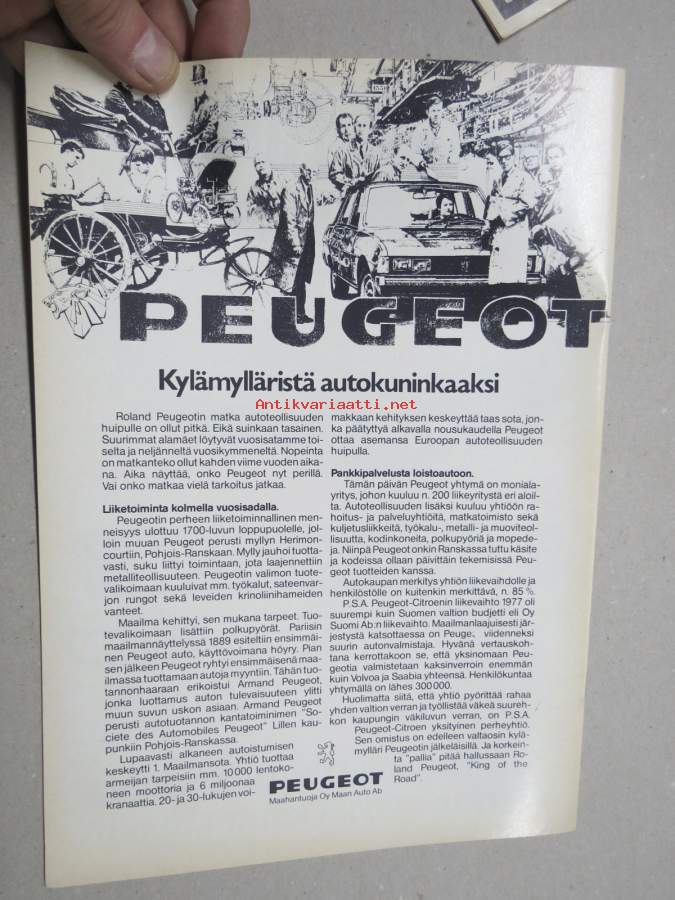 PEUGEOT
Kylämylläristä autokuninkaaksi
Antikvariaatti.net
Roland Peugeotin matka autoteollisuuden
huipulle on ollut pitkä. Eikä suinkaan tasainen.
Suurimmat alamäet löytyvät vuosisatamme toi-
selta ja neljänneltä vuosikymmeneltä. Nopeinta
on matkanteko ollut kahden viime vuoden aika-
na. Aika näyttää, onko Peugeot nyt perillä.
Vai onko matkaa vielä tarkoitus jatkaa.
Liiketoiminta kolmella vuosisadalla.
Peugeotin perheen liiketoiminnallinen men-
neisyys ulottuu 1700-luvun loppupuolelle, jol-
loin muuan Peugeot perusti myllyn Herimon-
courtiin, Pohjois-Ranskaan. Mylly jauhoi tuotta-
vasti, suku liittyi toimintaan, jota laajennettiin
metalliteollisuuteen. Peugeotin valimon tuote-
valikoimaan kuuluivat mm. työkalut, sateenvar-
jon rungot sekä leveiden krinoliinihameiden
vanteet.
Maailma kehittyi, sen mukana tarpeet. Tuo-
tevalikoimaan lisättiin polkupyörät. Pariisin
maailmannäyttelyssä 1889 esiteltiin ensimmäi-
nen Peugeot auto, käyttövoimana höyry. Pian
sen jälkeen Peugeot ryhtyi ensimmäisenä maa-
ilmassa tuottamaan autoja myyntiin. Tähän tuo-
tannonhaaraan erikoistui Armand Peugeot,
jonka luottamus auton tulevaisuuteen ylitti
muun suvun uskon asiaan. Armand Peugeot
perusti autotuotannon kantatoiminimen "So-
ciete des Automobiles Peugeot" Lillen kau-
punkiin Pohjois-Ranskassa.
Lupaavasti alkaneen autoistumisen
keskeytti 1. Maailmansota. Yhtiö tuottaa
armeijan tarpeisiin mm. 10 000 lentoko-
neen moottoria ja 6 miljoonaa
kranaattia. 20- ja 30-lukujen voi-
makkaan kehityksen keskeyttää taas sota, jon-
ka päätyttyä alkavalla nousukaudella Peugeot
ottaa asemansa Euroopan autoteollisuuden
huipulla.
Pankkipalvelusta loistoautoon.
Tämän päivän Peugeot yhtymä on moniala-
yritys, johon kuuluu n. 200 liikeyritystä eri aloil-
ta. Autoteollisuuden lisäksi kuuluu yhtiöön ra-
hoitus- ja palveluyhtiöitä, matkatoimisto sekä
kuljetusliikkeitä, työkalu-, metalli- ja muoviteol-
lisuutta, kodinkoneita, polkupyöriä ja mopede-
ja. Niinpä Peugeot onkin Ranskassa tuttu käsite
ja kodeissa ollaan päivittäin tekemisissä Peu-
geot tuotteiden kanssa.
Autokaupan merkitys yhtiön liikevaihdolle ja
henkilöstölle on kuitenkin merkittävä, n. 85 %.
P.S.A. Peugeot-Citroenin liikevaihto 1977 oli
suurempi kuin Suomen valtion budjetti eli Oy
Suomi Ab:n liikevaihto. Maailmanlaajuisesti jär-
jestystä katsottaessa on Peuge. viidenneksi
suurin autonvalmistaja. Hyvänä vertauskoh-
tana kerrottakoon se, että yksinomaan Peu-
geotia valmistetaan kaksinverroin enemmän
kuin Volvoa ja Saabia yhteensä. Henkilökuntaa
yhtymällä on lähes 300 000.
Huolimatta siitä, että yhtiö pyörittää rahaa
yhden valtion verran ja työllistää väkeä suureh-
kon kaupungin väkiluvun verran, on P.S.A.
Peugeot-Citroen yksityinen perheyhtiö.
Sen omistus on edelleen valtaosin kylä-
mylläri Peugeotin jälkeläisillä. Ja korkein-
ta "pallia" pitää hallussaan Ro-
land Peugeot, "King of the
Road".
PEUGEOT
Maahantuoja Oy Maan Auto Ab